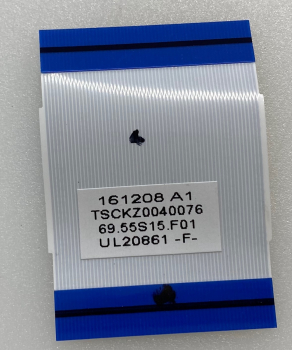 161208 A1
TSCKZ0040076
69.55S15.F01
UL20861 -F-